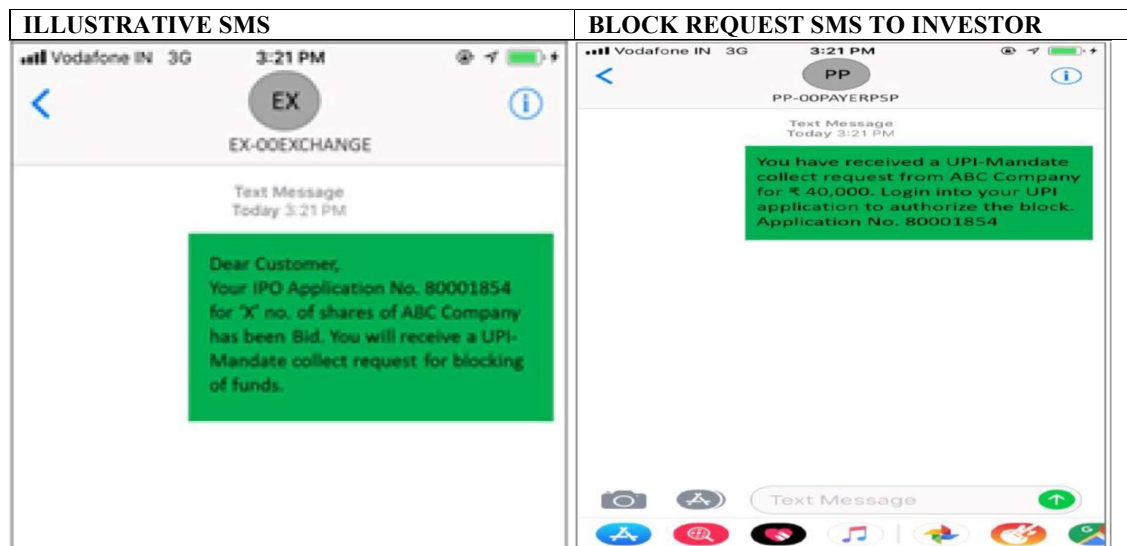 ILLUSTRATIVE SMS
BLOCK REQUEST SMS TO INVESTOR
Vodafone IN 3G 3:21 PM
EX
EX-OOEXCHANGE
Text Message
Today 3:21 PM
Dear Customer,
Your IPO Application No. 80001854
for 'X' no. of shares of ABC Company
has been Bid. You will receive a UPI-
Mandate collect request for blocking
of funds.
Vodafone IN 3G 3:21 PM
PP
PP-OOPAYERPSP
Text Message
Today 3:21 PM
You have received a UPI-Mandate
collect request from ABC Company
for ₹ 40,000. Login into your UPI
application to authorize the block.
Application No. 80001854
Text Message